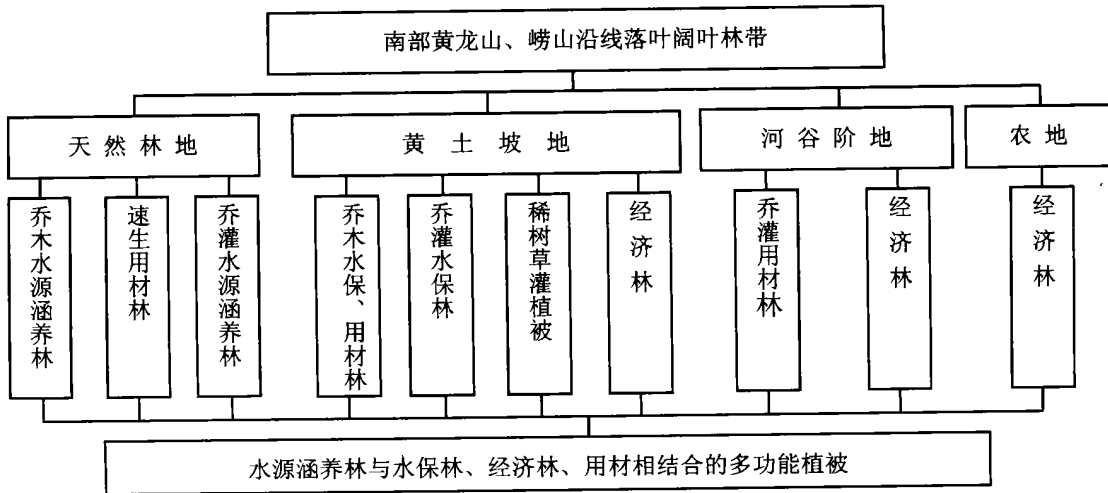 南部黄龙山、崂山沿线落叶阔叶林带
天然林地
黄土坡地
河谷阶地
农地
乔木水源涵养林
速生用材林
乔灌水源涵养林
乔木水保、用材林
乔灌水保林
稀树草灌植被
经济林
乔灌用材林
经济林
经济林
水源涵养林与水保林、经济林、用材相结合的多功能植被